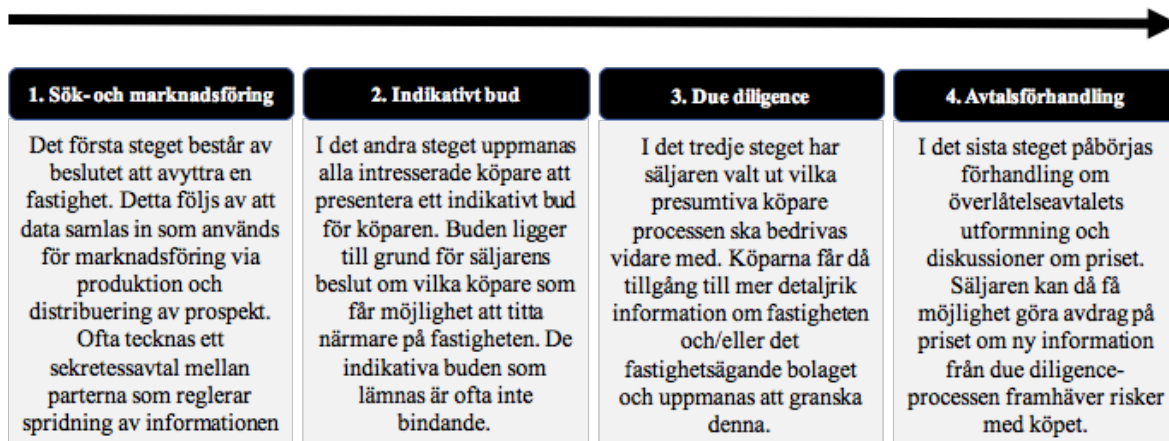 1. Sök- och marknadsföring
Det första steget består av
beslutet att avyttra en
fastighet. Detta följs av att
data samlas in som används
för marknadsföring via
produktion och
distribuering av prospekt.
Ofta tecknas ett
sekretessavtal mellan
parterna som reglerar
spridning av informationen
2. Indikativt bud
I det andra steget uppmanas
alla intresserade köpare att
presentera ett indikativt bud
för köparen. Buden ligger
till grund för säljarens
beslut om vilka köpare som
får möjlighet att titta
närmare på fastigheten. De
indikativa buden som
lämnas är ofta inte
bindande.
3. Due diligence
I det tredje steget har
säljaren valt ut vilka
presumtiva köpare
processen ska bedrivas
vidare med. Köparna får då
tillgång till mer detaljrik
information om fastigheten
och/eller det
fastighetsägande bolaget
och uppmanas att granska
denna.
4. Avtalsförhandling
I det sista steget påbörjas
förhandling om
överlåtelseavtalets
utformning och
diskussioner om priset.
Säljaren kan då få
möjlighet göra avdrag på
priset om ny information
från due diligence-
processen framhäver risker
med köpet.